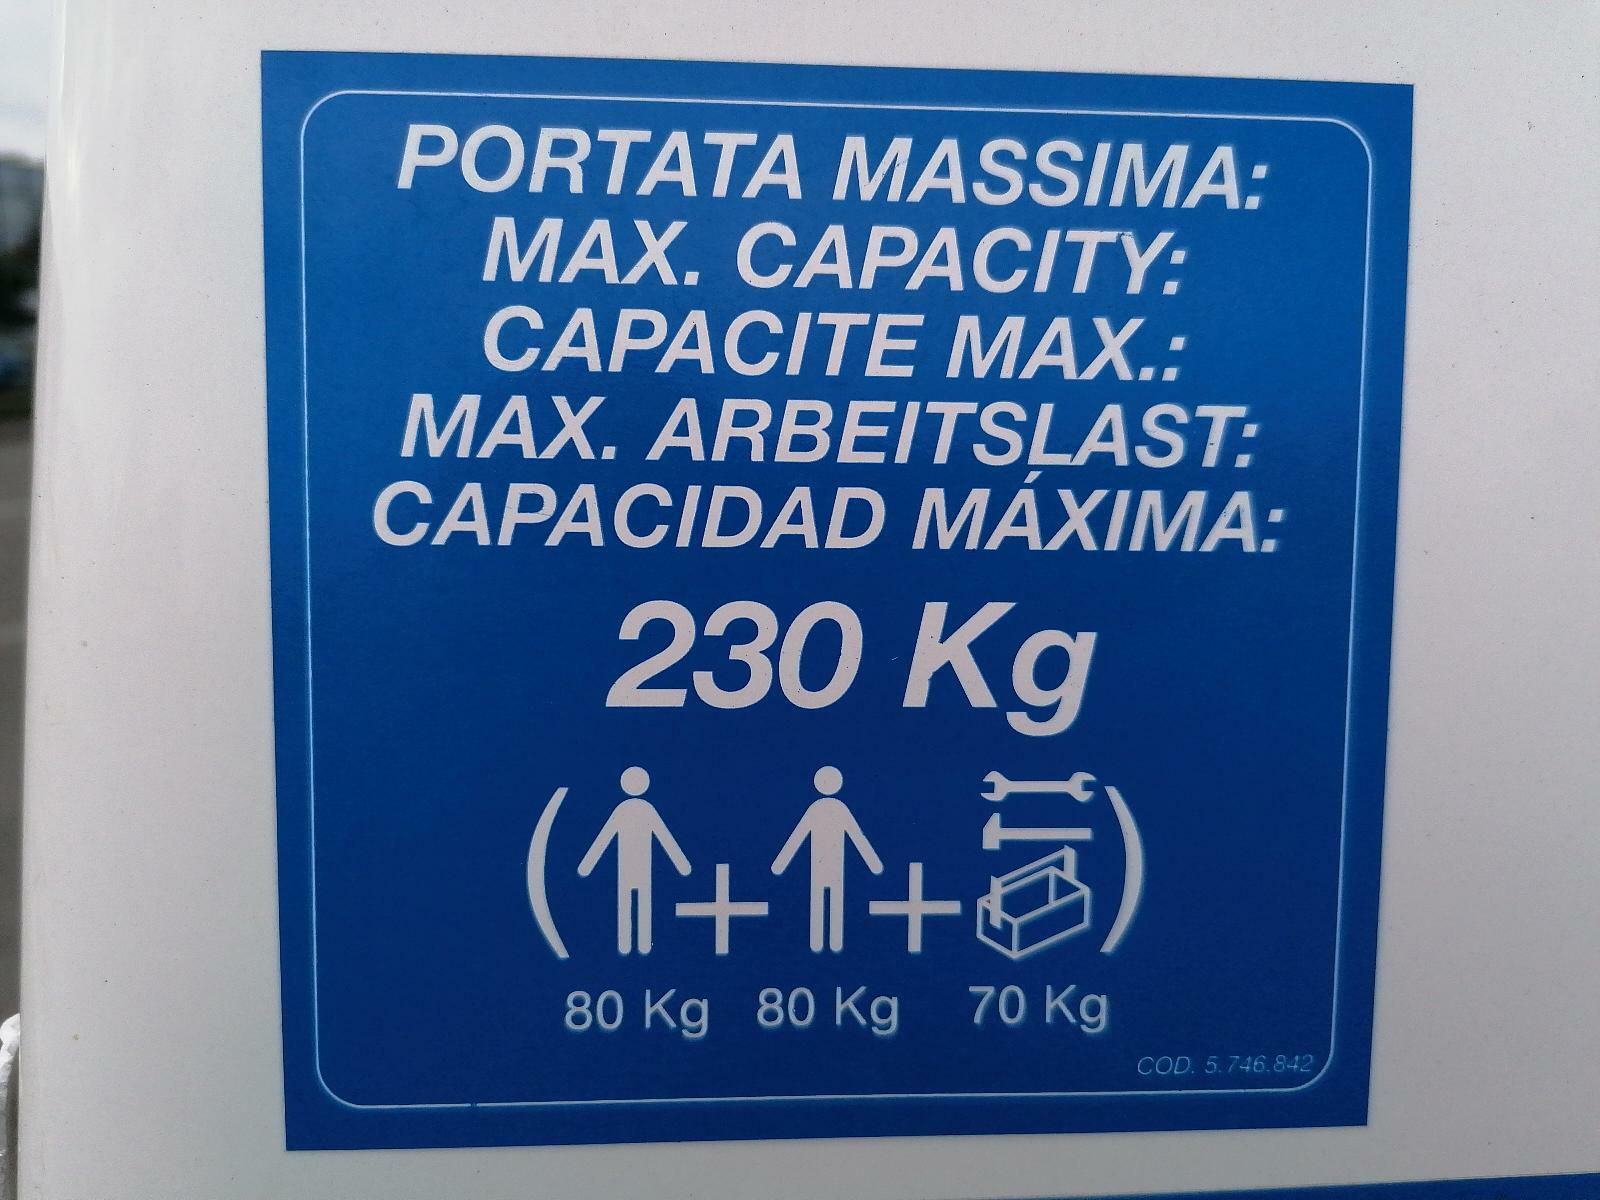 PORTATA MASSIMA:
MAX. CAPACITY:
CAPACITE MAX.:
MAX. ARBEITSLAST:
CAPACIDAD MÁXIMA:
230 Kg
( + + )
80 Kg 80 Kg 70 Kg
COD. 5.746.842